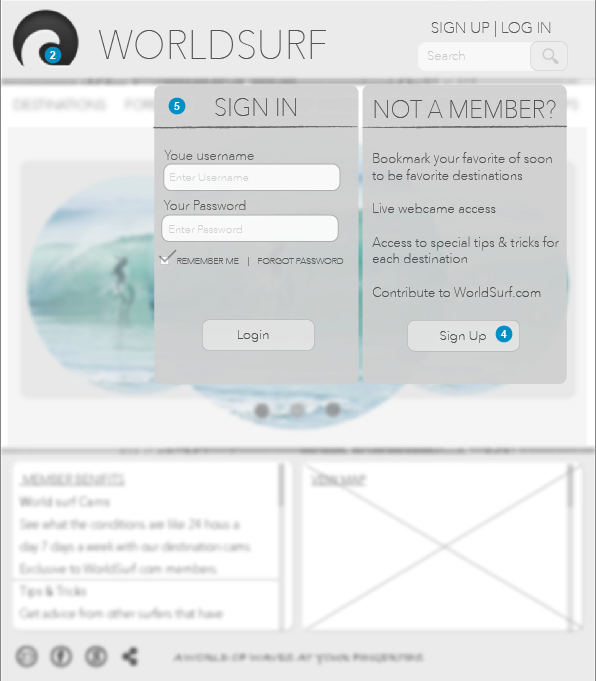 SIGN UP | LOG IN
2
WORLDSURF
Search
DESTINATIONS
5
SIGN IN
NOT A MEMBER?
Youe username
Enter Username
Your Password
Enter Password
REMEMBER ME | FORGOT PASSWORD
Login
Bookmark your favorite of soon
to be favorite destinations
Live webcame access
Access to special tips & tricks for
each destination
Contribute to WorldSurf.com
Sign Up
4
MEMBER BENIFITS
World surf Cams
See what the conditions are like 24 hous a
day 7 days a week with our destination cams
Exclusive to WorldSurf com members.
Tips & Tricks
Get advice from other surfers that have
VIEW MAP
A WORLD OF WAVES AT YOUR FINGERTIPS